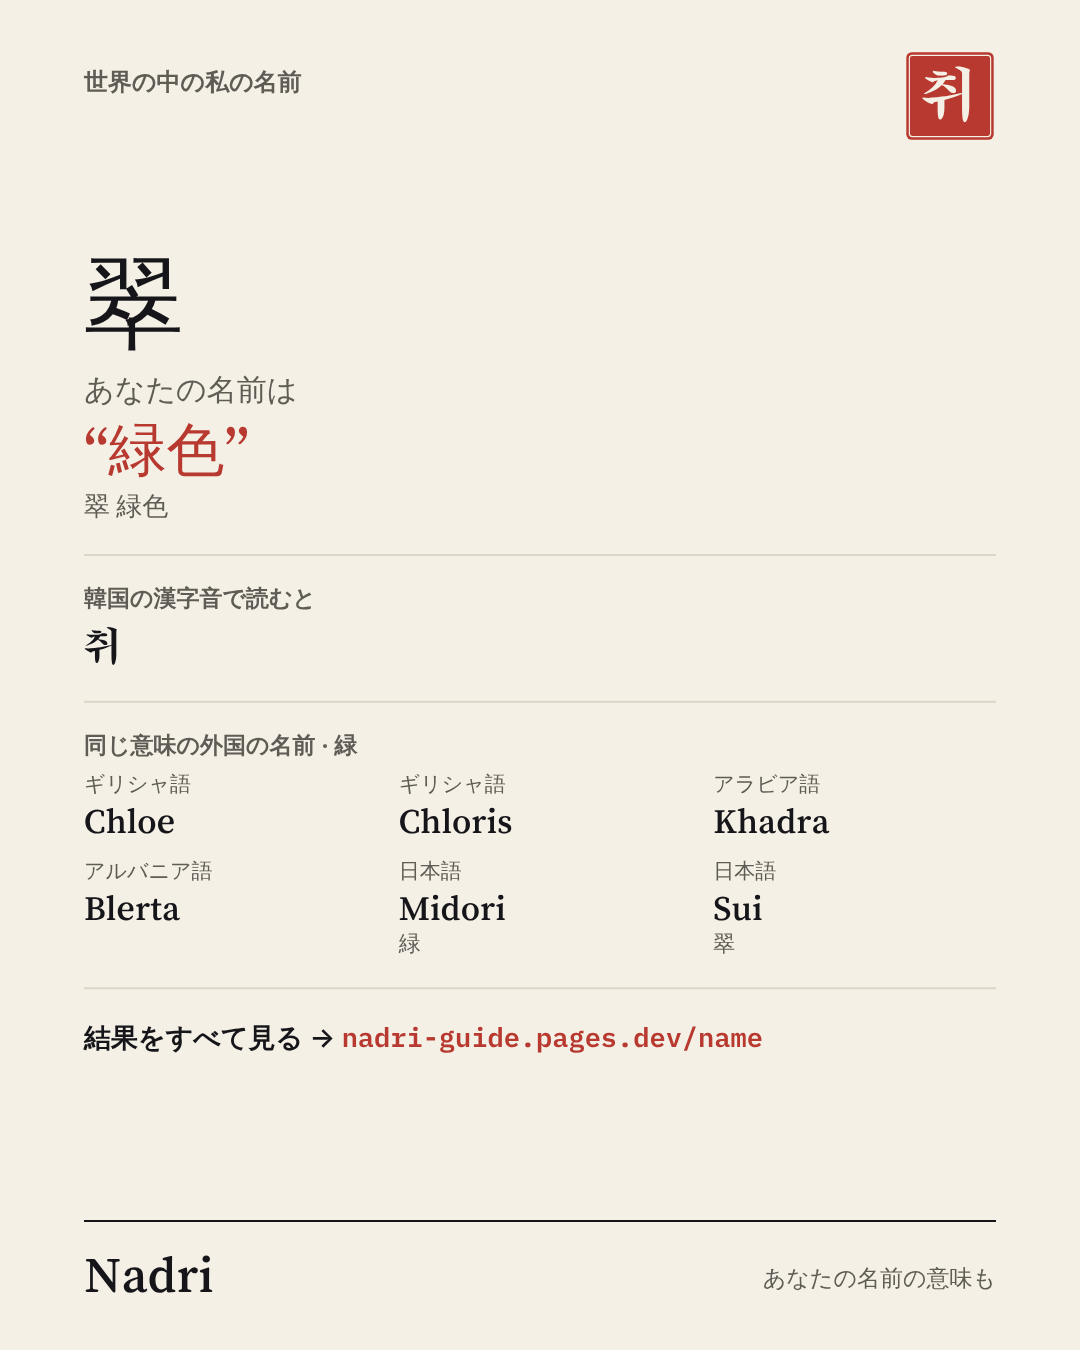 世界の中の私の名前
취
翠
あなたの名前は
“緑色”
翠 緑色
韓国の漢字音で読むと
취
同じ意味の外国の名前 · 緑
ギリシャ語 ギリシャ語 アラビア語
Chloe Chloris Khadra
アルバニア語 日本語 日本語
Blerta Midori Sui
緑 翠
結果をすべて見る → nadri-guide.pages.dev/name
Nadri あなたの名前の意味も